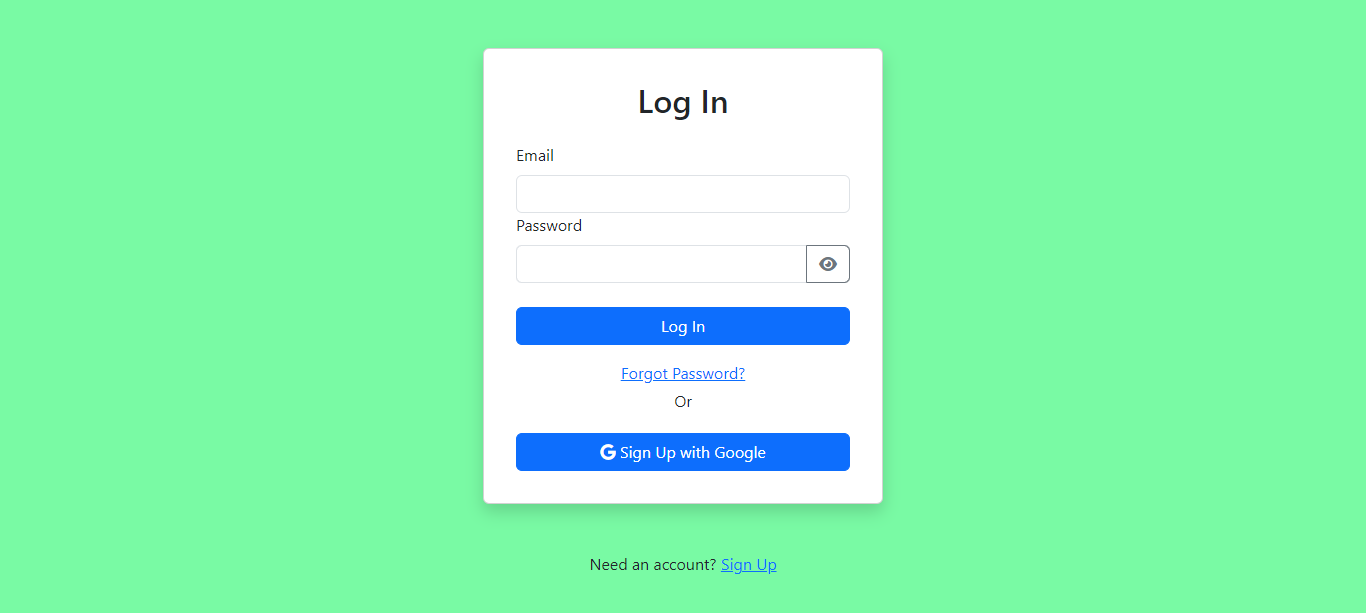 Log In
Email
Password
Log In
Forgot Password?
Or
Sign Up with Google
Need an account? Sign Up